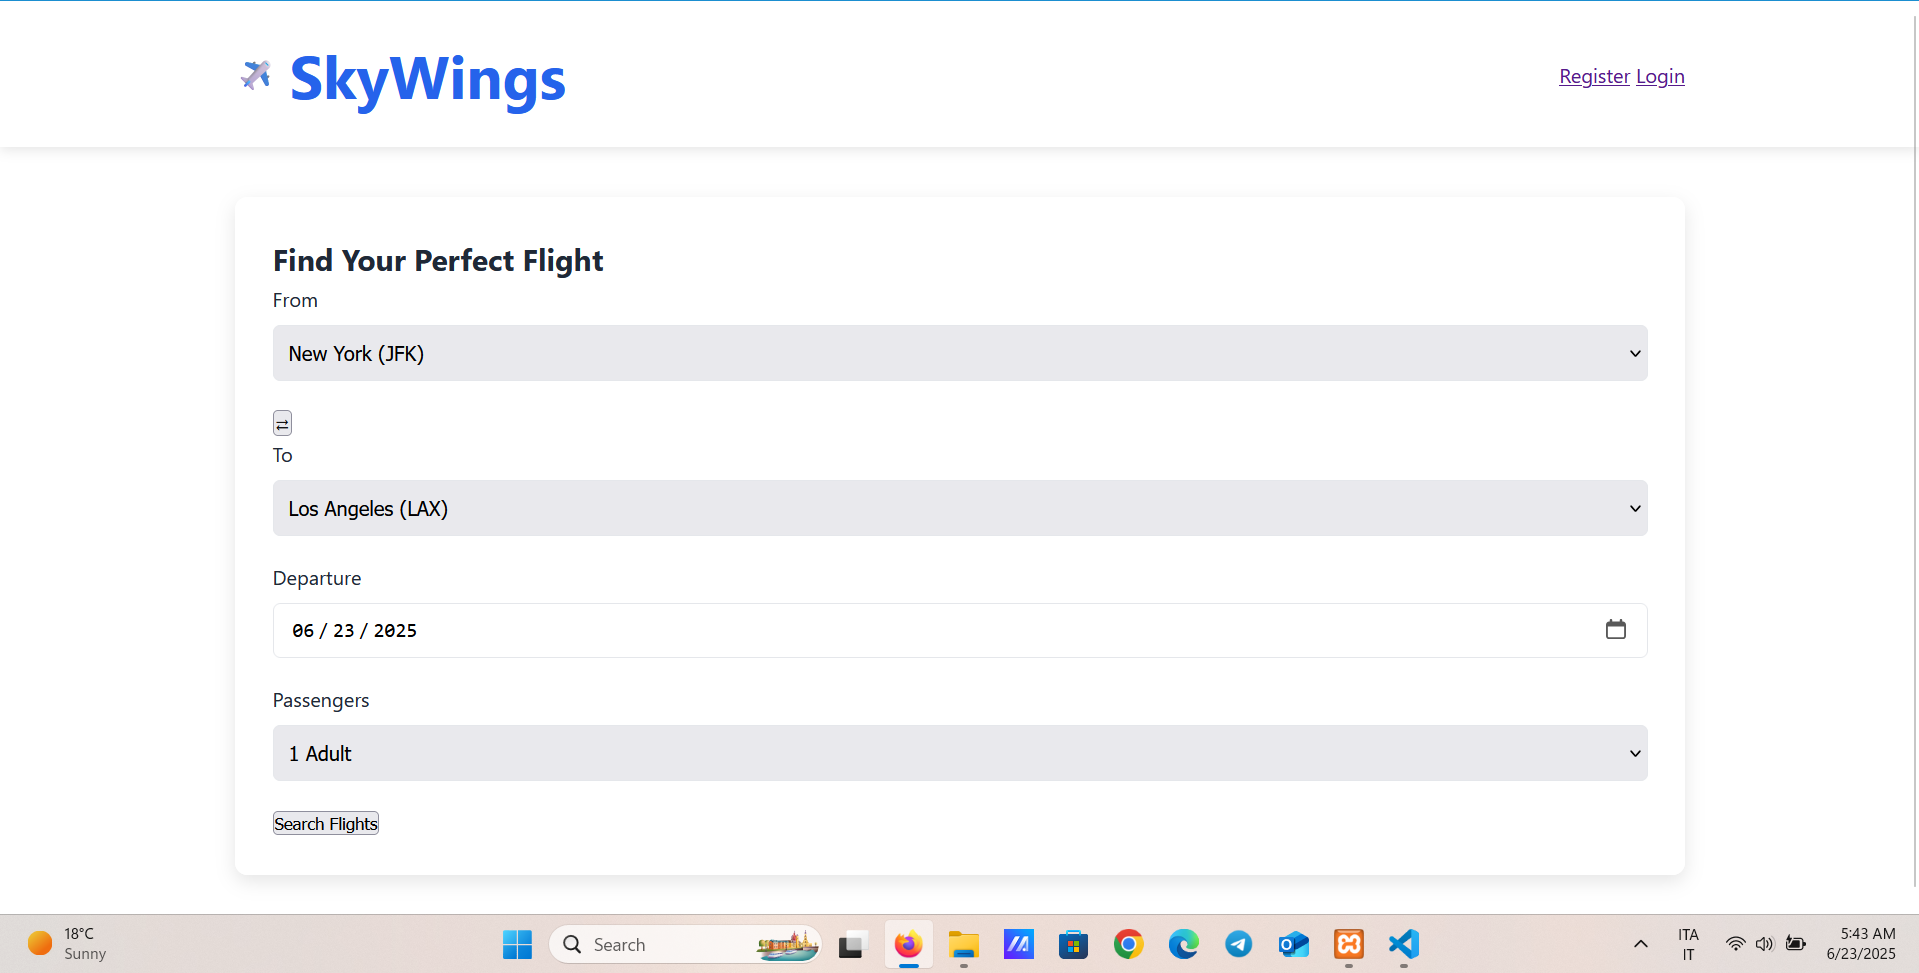 SkyWings
Register Login
Find Your Perfect Flight
From
New York (JFK)
⇄
To
Los Angeles (LAX)
Departure
06 / 23 / 2025
Passengers
1 Adult
Search Flights
18°C
Sunny
Search
ITA
IT
5:43 AM
6/23/2025